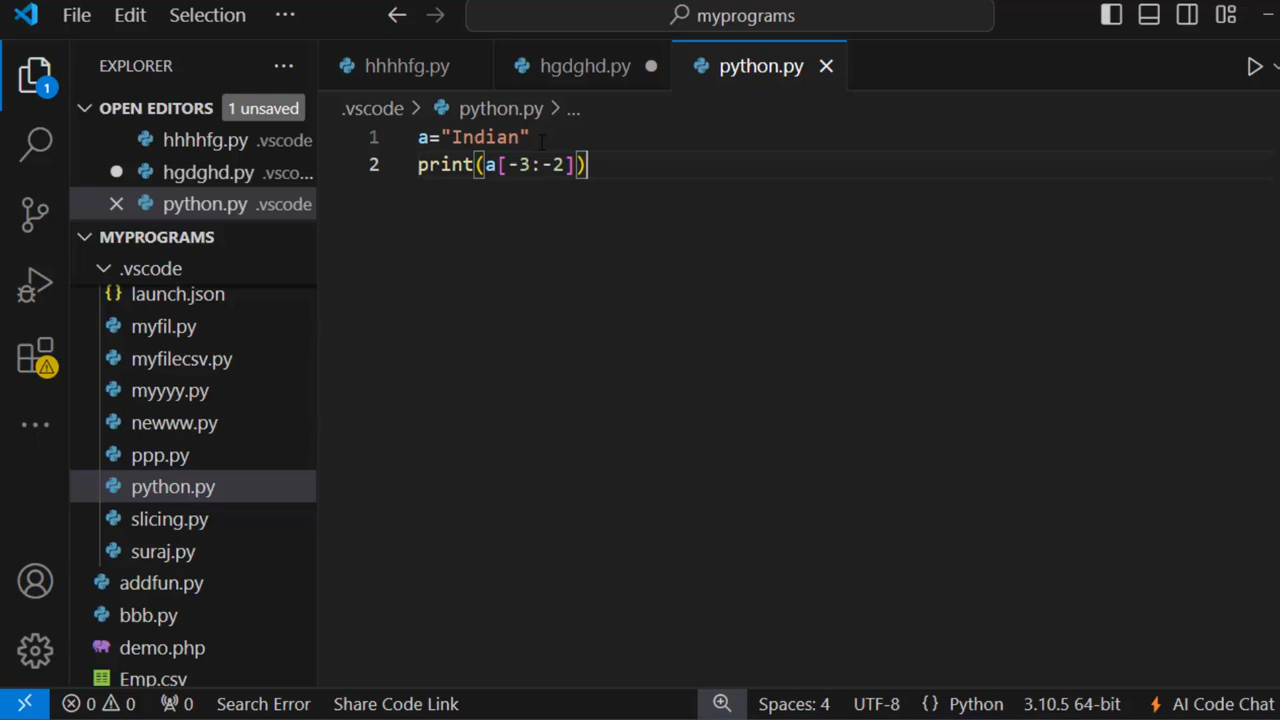 File Edit Selection ··· myprograms
EXPLORER ···
1
OPEN EDITORS 1 unsaved
hhhhfg.py .vscode
hgdghd.py .vsco...
python.py .vscode
MYPROGRAMS
.vscode
launch.json
myfil.py
myfilecsv.py
myyyy.py
newww.py
ppp.py
python.py
slicing.py
suraj.py
addfun.py
bbb.py
demo.php
Emp.csv
hhhhfg.py hgdghd.py python.py
.vscode > python.py > ...
1 a="Indian"
2 print(a[-3:-2])
0 0 0 Search Error Share Code Link Spaces: 4 UTF-8 {} Python 3.10.5 64-bit AI Code Chat